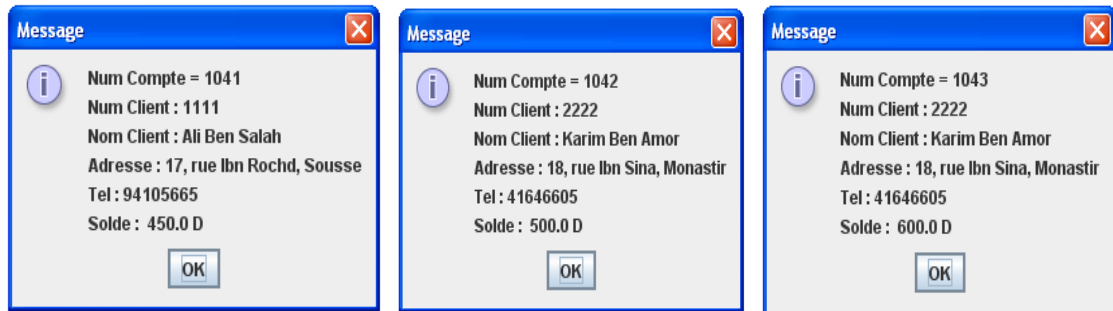 Message
Num Compte = 1041
Num Client : 1111
Nom Client : Ali Ben Salah
Adresse : 17, rue Ibn Rochd, Sousse
Tel : 94105665
Solde : 450.0 D
OK
Message
Num Compte = 1042
Num Client : 2222
Nom Client : Karim Ben Amor
Adresse : 18, rue Ibn Sina, Monastir
Tel : 41646605
Solde : 500.0 D
OK
Message
Num Compte = 1043
Num Client : 2222
Nom Client : Karim Ben Amor
Adresse : 18, rue Ibn Sina, Monastir
Tel : 41646605
Solde : 600.0 D
OK